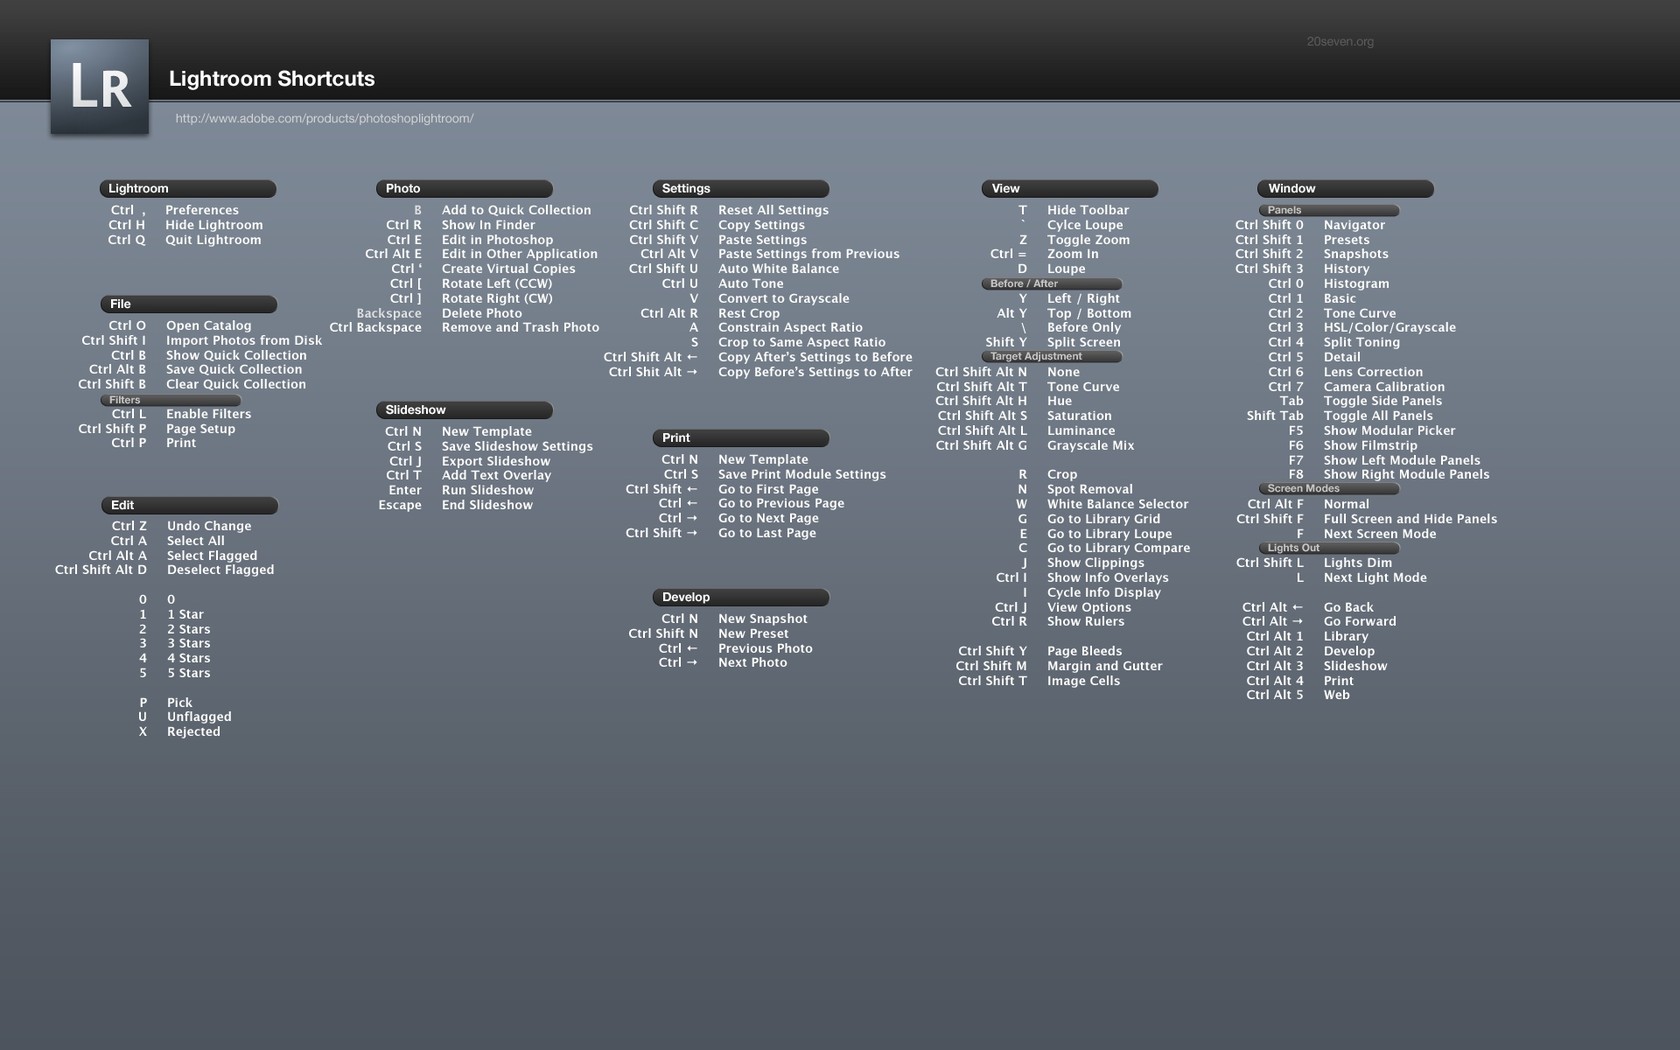 20seven.org
LR
Lightroom Shortcuts
http://www.adobe.com/products/photoshoplightroom/
Lightroom
Ctrl , Preferences
Ctrl H Hide Lightroom
Ctrl Q Quit Lightroom
File
Ctrl O Open Catalog
Ctrl Shift I Import Photos from Disk
Ctrl B Show Quick Collection
Ctrl Alt B Save Quick Collection
Ctrl Shift B Clear Quick Collection
Filters
Ctrl L Enable Filters
Ctrl Shift P Page Setup
Ctrl P Print
Edit
Ctrl Z Undo Change
Ctrl A Select All
Ctrl Alt A Select Flagged
Ctrl Shift Alt D Deselect Flagged
0 0
1 1 Star
2 2 Stars
3 3 Stars
4 4 Stars
5 5 Stars
P Pick
U Unflagged
X Rejected
Photo
B Add to Quick Collection
Ctrl R Show In Finder
Ctrl E Edit in Photoshop
Ctrl Alt E Edit in Other Application
Ctrl ' Create Virtual Copies
Ctrl [ Rotate Left (CCW)
Ctrl ] Rotate Right (CW)
Backspace Delete Photo
Ctrl Backspace Remove and Trash Photo
Slideshow
Ctrl N New Template
Ctrl S Save Slideshow Settings
Ctrl J Export Slideshow
Ctrl T Add Text Overlay
Enter Run Slideshow
Escape End Slideshow
Settings
Ctrl Shift R Reset All Settings
Ctrl Shift C Copy Settings
Ctrl Shift V Paste Settings
Ctrl Alt V Paste Settings from Previous
Ctrl Shift U Auto White Balance
Ctrl U Auto Tone
V Convert to Grayscale
Ctrl Alt R Rest Crop
A Constrain Aspect Ratio
S Crop to Same Aspect Ratio
Ctrl Shift Alt ← Copy After's Settings to Before
Ctrl Shit Alt → Copy Before's Settings to After
Print
Ctrl N New Template
Ctrl S Save Print Module Settings
Ctrl Shift ← Go to First Page
Ctrl ← Go to Previous Page
Ctrl → Go to Next Page
Ctrl Shift → Go to Last Page
Develop
Ctrl N New Snapshot
Ctrl Shift N New Preset
Ctrl ← Previous Photo
Ctrl → Next Photo
View
T Hide Toolbar
` Cylce Loupe
Z Toggle Zoom
Ctrl = Zoom In
D Loupe
Before / After
Y Left / Right
Alt Y Top / Bottom
\ Before Only
Shift Y Split Screen
Target Adjustment
Ctrl Shift Alt N None
Ctrl Shift Alt T Tone Curve
Ctrl Shift Alt H Hue
Ctrl Shift Alt S Saturation
Ctrl Shift Alt L Luminance
Ctrl Shift Alt G Grayscale Mix
R Crop
N Spot Removal
W White Balance Selector
G Go to Library Grid
E Go to Library Loupe
C Go to Library Compare
J Show Clippings
Ctrl I Show Info Overlays
I Cycle Info Display
Ctrl J View Options
Ctrl R Show Rulers
Ctrl Shift Y Page Bleeds
Ctrl Shift M Margin and Gutter
Ctrl Shift T Image Cells
Window
Panels
Ctrl Shift 0 Navigator
Ctrl Shift 1 Presets
Ctrl Shift 2 Snapshots
Ctrl Shift 3 History
Ctrl 0 Histogram
Ctrl 1 Basic
Ctrl 2 Tone Curve
Ctrl 3 HSL/Color/Grayscale
Ctrl 4 Split Toning
Ctrl 5 Detail
Ctrl 6 Lens Correction
Ctrl 7 Camera Calibration
Tab Toggle Side Panels
Shift Tab Toggle All Panels
F5 Show Modular Picker
F6 Show Filmstrip
F7 Show Left Module Panels
F8 Show Right Module Panels
Screen Modes
Ctrl Alt F Normal
Ctrl Shift F Full Screen and Hide Panels
F Next Screen Mode
Lights Out
Ctrl Shift L Lights Dim
L Next Light Mode
Ctrl Alt ← Go Back
Ctrl Alt → Go Forward
Ctrl Alt 1 Library
Ctrl Alt 2 Develop
Ctrl Alt 3 Slideshow
Ctrl Alt 4 Print
Ctrl Alt 5 Web